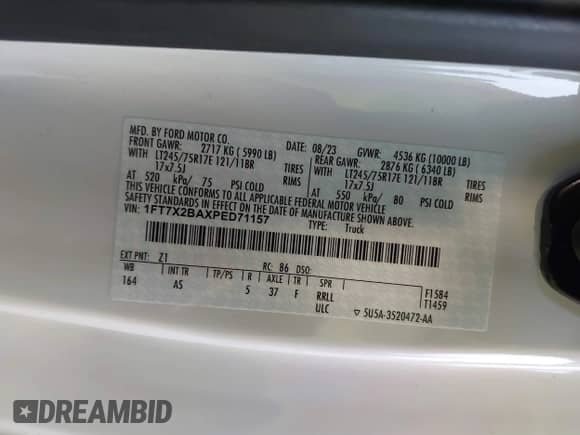 MFD. BY FORD MOTOR CO.
08/23 GVWR: 4536 KG (10000 LB)
FRONT GAWR: 2717 KG ( 5990 LB) REAR GAWR: 2876 KG ( 6340 LB)
WITH LT245/75R17E 121/118R TIRES WITH LT245/75R17E 121/118R TIRES
17x7.5J RIMS 17x7.5J RIMS
AT 520 kPa/ 75 PSI COLD AT 550 kPa/ 80 PSI COLD
THIS VEHICLE CONFORMS TO ALL APPLICABLE FEDERAL MOTOR VEHICLE
SAFETY STANDARDS IN EFFECT ON THE DATE OF MANUFACTURE SHOWN ABOVE.
VIN: 1FT7X2BAXPED71157 TYPE: Truck
EXT PNT: Z1 RC: 86 DSO:
WB INT TR TP/PS R AXLE TR SPR F1584
164 AS 5 37 F RRLL T1459
ULC ▽ 5U5A-3520472-AA
DREAMBID